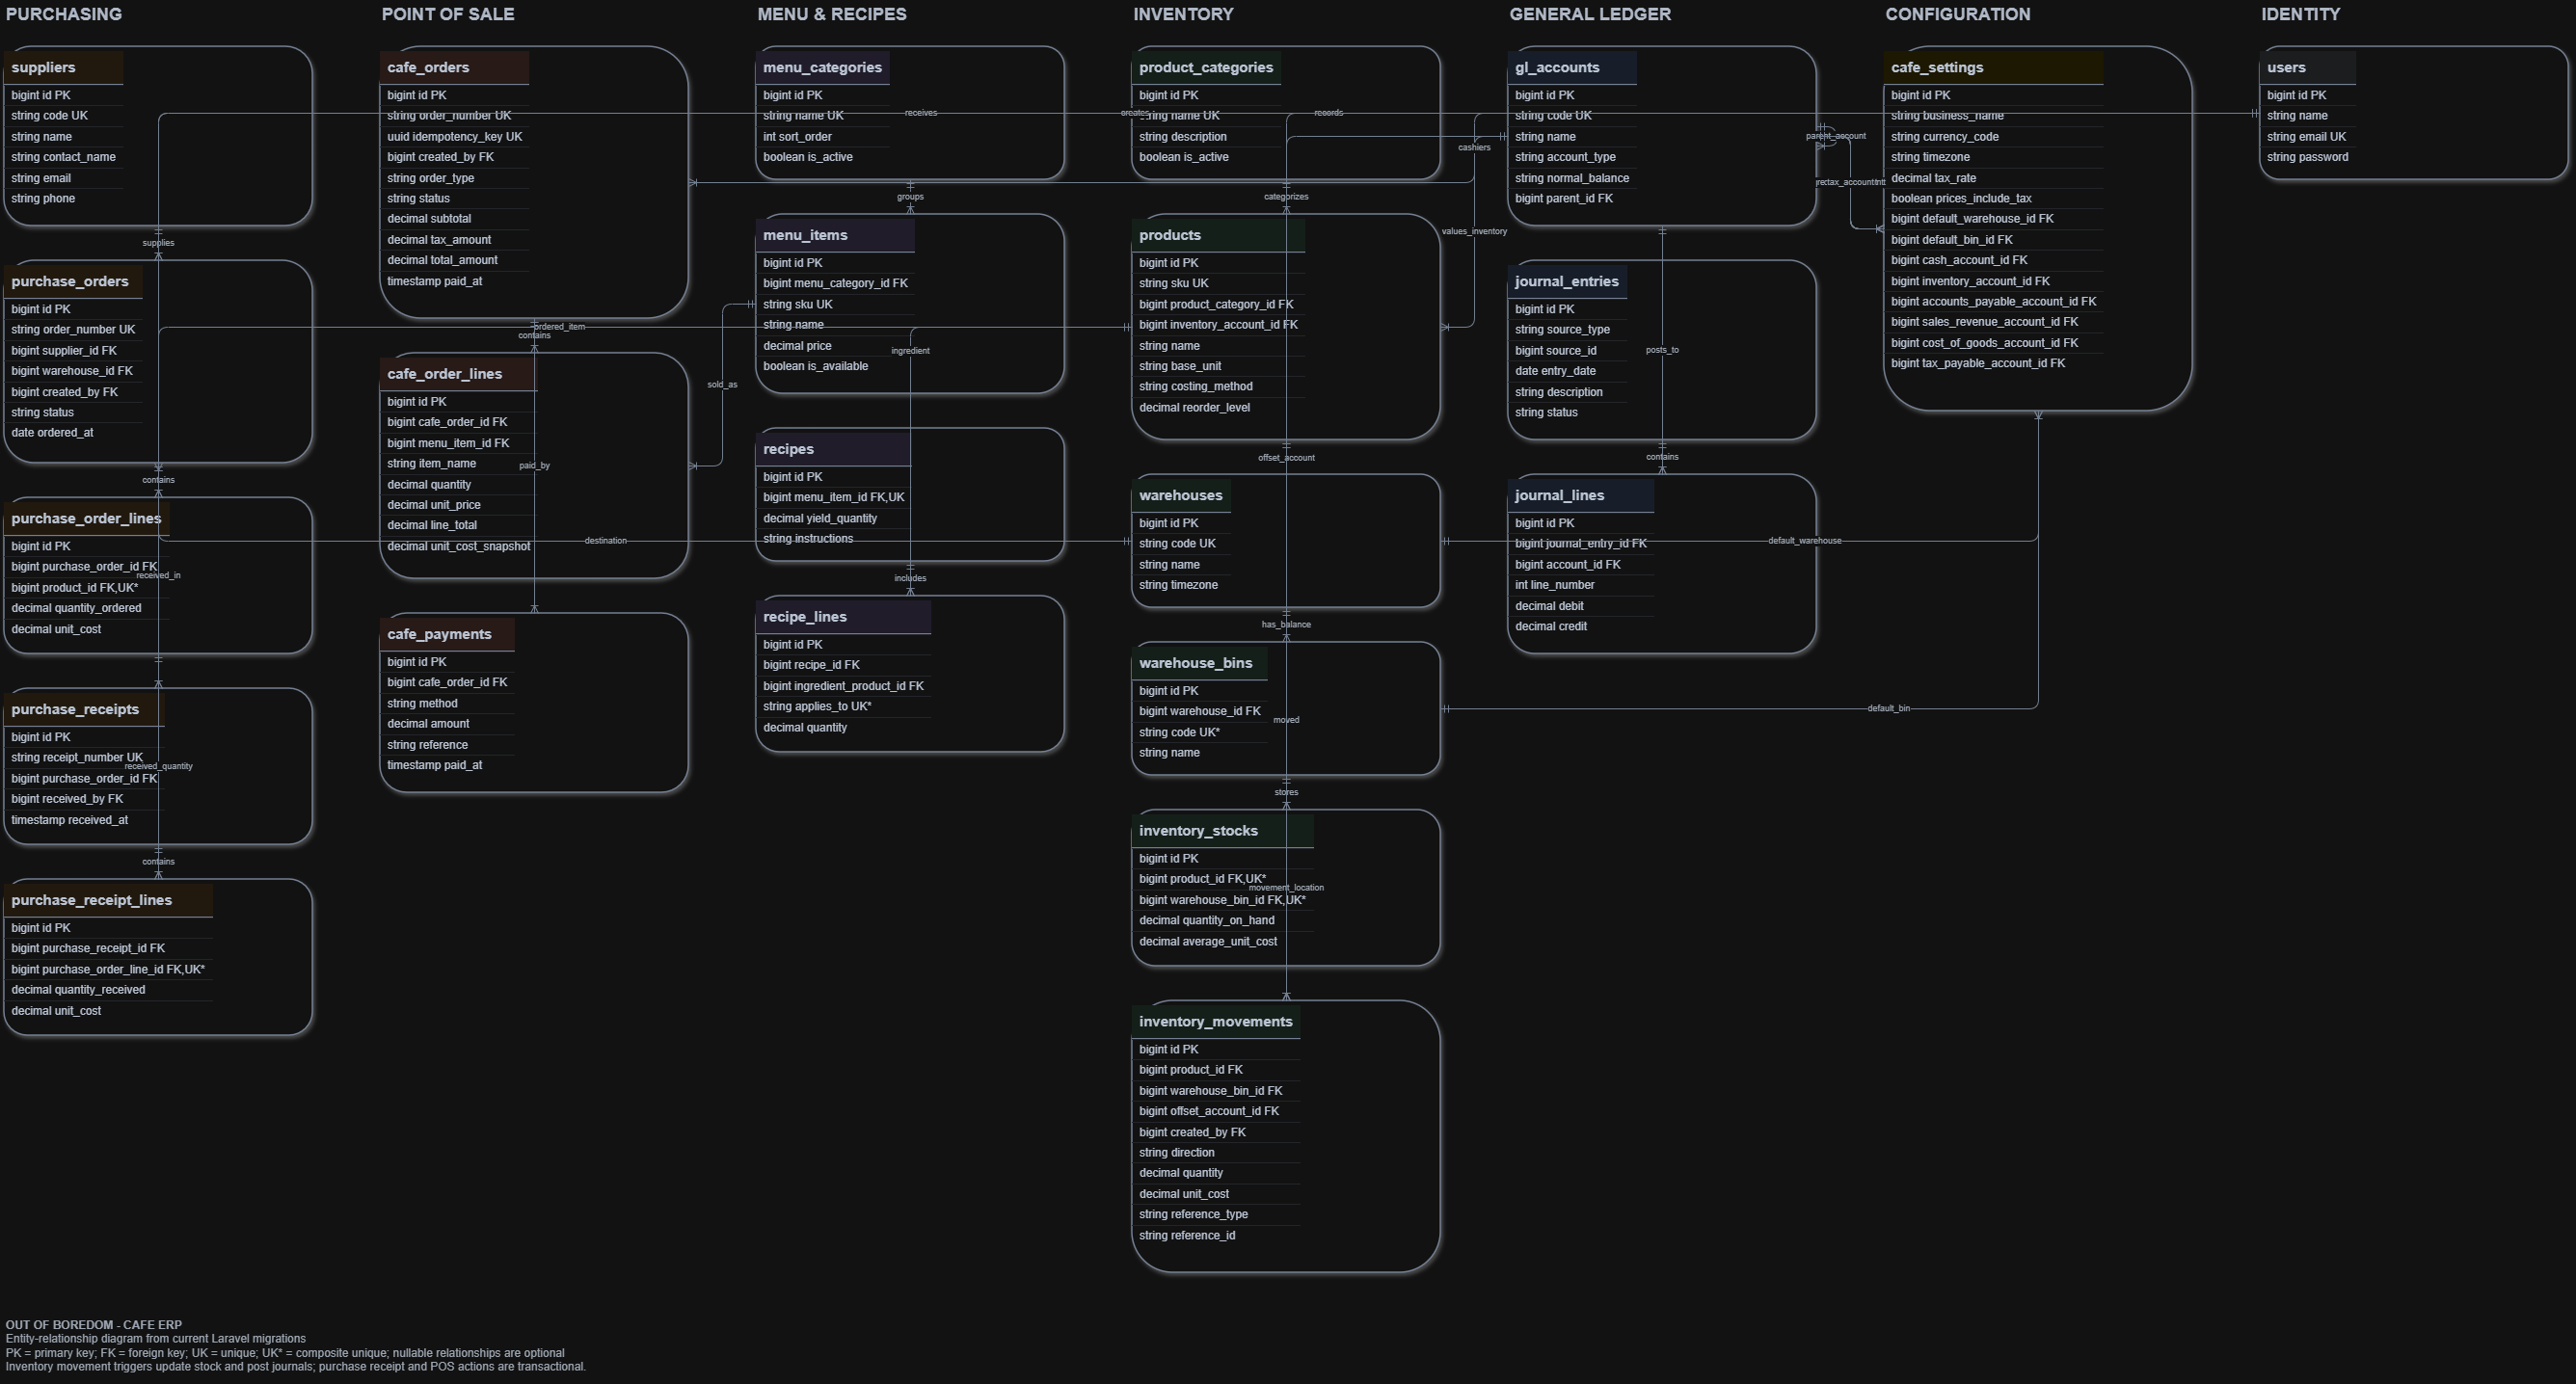 PURCHASING
suppliers
bigint id PK
string code UK
string name
string contact_name
string email
string phone
supplies
purchase_orders
bigint id PK
string order_number UK
bigint supplier_id FK
bigint warehouse_id FK
bigint created_by FK
string status
date ordered_at
contains
purchase_order_lines
bigint id PK
bigint purchase_order_id FK
received_in
bigint product_id FK,UK*
decimal quantity_ordered
decimal unit_cost
purchase_receipts
bigint id PK
string receipt_number UK
received_quantity
bigint purchase_order_id FK
bigint received_by FK
timestamp received_at
contains
purchase_receipt_lines
bigint id PK
bigint purchase_receipt_id FK
bigint purchase_order_line_id FK,UK*
decimal quantity_received
decimal unit_cost
POINT OF SALE
cafe_orders
bigint id PK
string order_number UK
uuid idempotency_key UK
bigint created_by FK
string order_type
string status
decimal subtotal
decimal tax_amount
decimal total_amount
timestamp paid_at
ordered_item
contains
cafe_order_lines
bigint id PK
bigint cafe_order_id FK
bigint menu_item_id FK
string item_name
paid_by
decimal quantity
decimal unit_price
decimal line_total
decimal unit_cost_snapshot
destination
cafe_payments
bigint id PK
bigint cafe_order_id FK
string method
decimal amount
string reference
timestamp paid_at
sold_as
MENU & RECIPES
menu_categories
bigint id PK
string name UK
receives
int sort_order
boolean is_active
groups
menu_items
bigint id PK
bigint menu_category_id FK
string sku UK
string name
decimal price
ingredient
boolean is_available
recipes
bigint id PK
bigint menu_item_id FK,UK
decimal yield_quantity
string instructions
includes
recipe_lines
bigint id PK
bigint recipe_id FK
bigint ingredient_product_id FK
string applies_to UK*
decimal quantity
INVENTORY
product_categories
bigint id PK
creates
string name UK
records
string description
boolean is_active
categorizes
products
bigint id PK
string sku UK
bigint product_category_id FK
bigint inventory_account_id FK
string name
string base_unit
string costing_method
decimal reorder_level
offset_account
warehouses
bigint id PK
string code UK
string name
string timezone
has_balance
warehouse_bins
bigint id PK
bigint warehouse_id FK
moved
string code UK*
string name
stores
inventory_stocks
bigint id PK
bigint product_id FK,UK*
movement_location
bigint warehouse_bin_id FK,UK*
decimal quantity_on_hand
decimal average_unit_cost
inventory_movements
bigint id PK
bigint product_id FK
bigint warehouse_bin_id FK
bigint offset_account_id FK
bigint created_by FK
string direction
decimal quantity
decimal unit_cost
string reference_type
string reference_id
cashiers
values_inventory
GENERAL LEDGER
gl_accounts
bigint id PK
string code UK
string name
string account_type
string normal_balance
bigint parent_id FK
parent_account
journal_entries
bigint id PK
string source_type
bigint source_id
posts_to
date entry_date
string description
string status
contains
journal_lines
bigint id PK
bigint journal_entry_id FK
default_warehouse
bigint account_id FK
int line_number
decimal debit
decimal credit
default_bin
CONFIGURATION
cafe_settings
bigint id PK
string business_name
string currency_code
string timezone
decimal tax_rate
boolean prices_include_tax
bigint default_warehouse_id FK
bigint default_bin_id FK
bigint cash_account_id FK
bigint inventory_account_id FK
bigint accounts_payable_account_id FK
bigint sales_revenue_account_id FK
bigint cost_of_goods_account_id FK
bigint tax_payable_account_id FK
IDENTITY
users
bigint id PK
string name
string email UK
string password
OUT OF BOREDOM - CAFE ERP
Entity-relationship diagram from current Laravel migrations
PK = primary key; FK = foreign key; UK = unique; UK* = composite unique; nullable relationships are optional
Inventory movement triggers update stock and post journals; purchase receipt and POS actions are transactional.